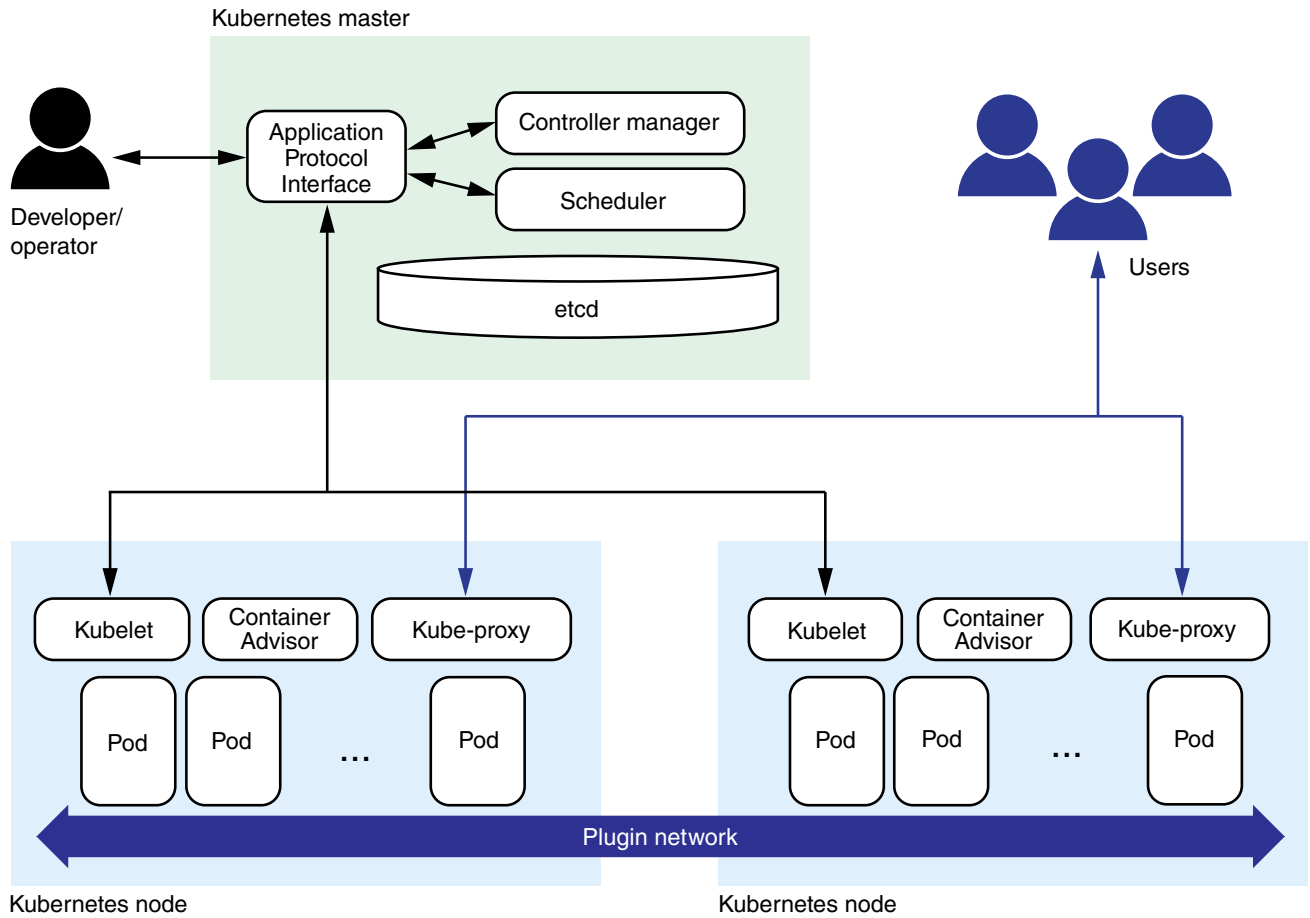 Kubernetes master
Application
Protocol
Interface
Controller manager
Scheduler
etcd
Developer/
operator
Users
Kubelet
Container
Advisor
Kube-proxy
Pod
Pod
...
Pod
Kubelet
Container
Advisor
Kube-proxy
Pod
Pod
...
Pod
Plugin network
Kubernetes node
Kubernetes node